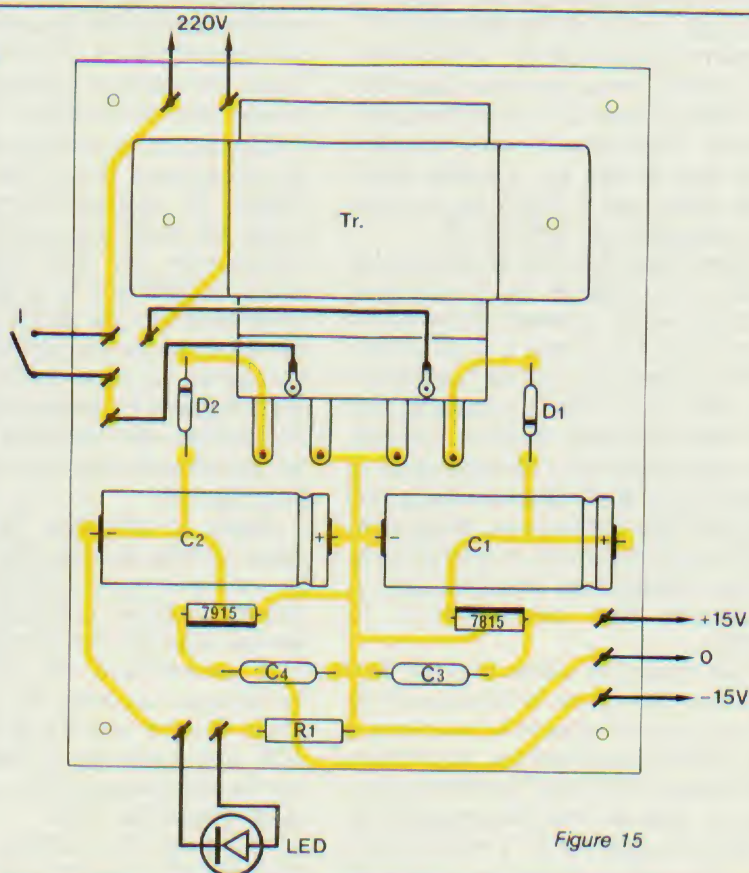 220V
Tr.
I
D2
D1
C2
C1
-
+
-
+
7915
7815
+15V
0
-15V
C4
C3
R1
LED
Figure 15